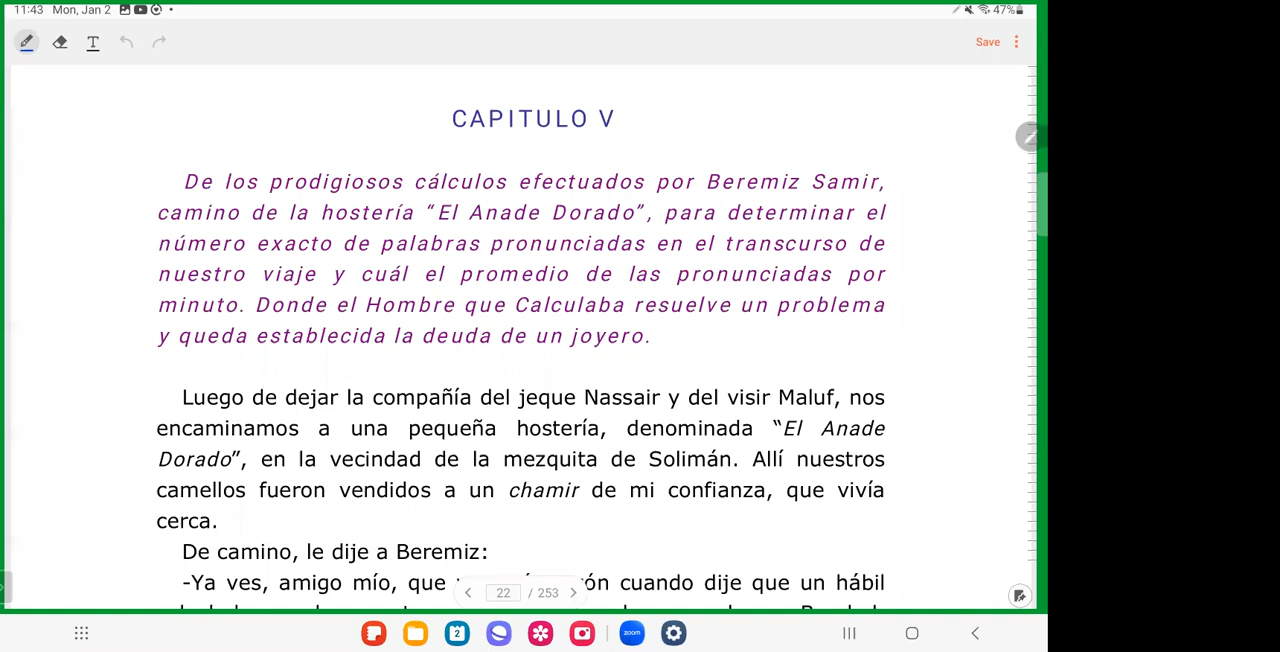 11:43 Mon, Jan 2
47%
T
Save
CAPITULO V
De los prodigiosos cálculos efectuados por Beremiz Samir,
camino de la hostería “El Anade Dorado”, para determinar el
número exacto de palabras pronunciadas en el transcurso de
nuestro viaje y cuál el promedio de las pronunciadas por
minuto. Donde el Hombre que Calculaba resuelve un problema
y queda establecida la deuda de un joyero.
Luego de dejar la compañía del jeque Nassair y del visir Maluf, nos
encaminamos a una pequeña hostería, denominada “El Anade
Dorado”, en la vecindad de la mezquita de Solimán. Allí nuestros
camellos fueron vendidos a un chamir de mi confianza, que vivía
cerca.
De camino, le dije a Beremiz:
-Ya ves, amigo mío, que cuando dije que un hábil
22 / 253
2
zoom